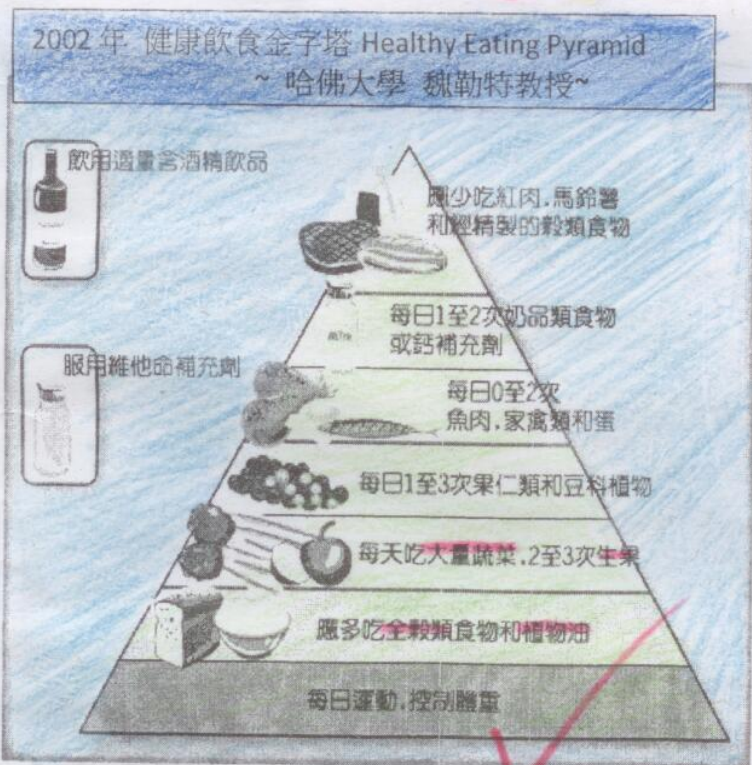 2002 年 健康飲食金字塔 Healthy Eating Pyramid
~ 哈佛大學 魏勒特教授~
飲用適量含酒精飲品
應少吃紅肉.馬鈴薯
和經精製的穀類食物
每日1至2次奶品類食物
或鈣補充劑
服用維他命補充劑
每日0至2次
魚肉.家禽類和蛋
每日1至3次果仁類和豆科植物
每天吃大量蔬菜.2至3次生果
應多吃全穀類食物和植物油
每日運動.控制體重